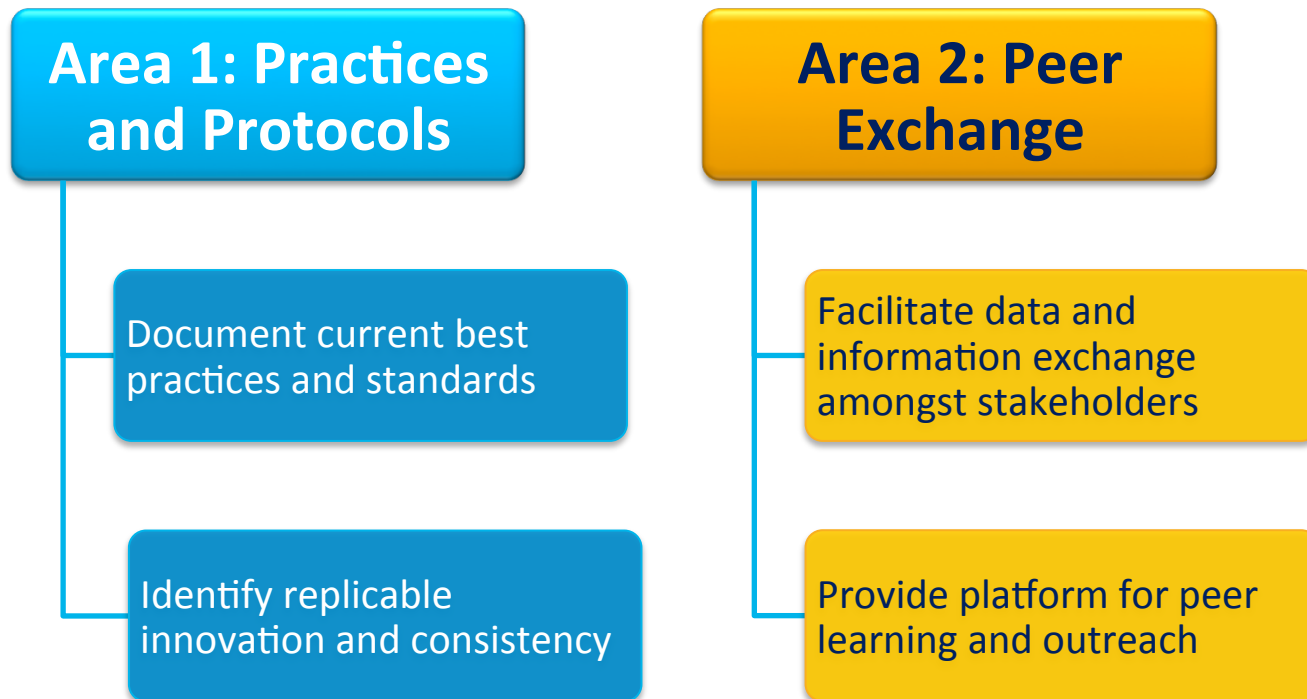 Area 1: Practices
and Protocols
Document current best
practices and standards
Identify replicable
innovation and consistency
Area 2: Peer
Exchange
Facilitate data and
information exchange
amongst stakeholders
Provide platform for peer
learning and outreach